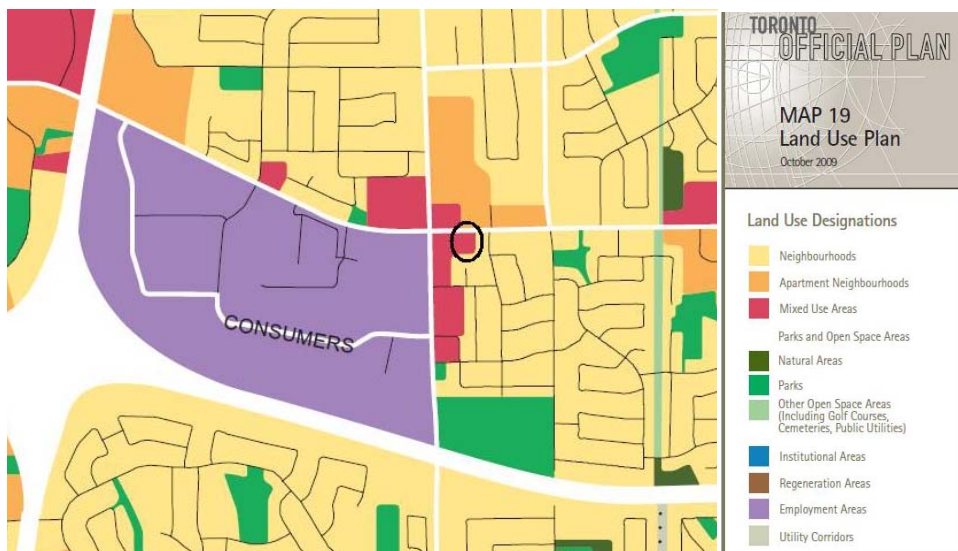 CONSUMERS
TORONTO
OFFICIAL PLAN
MAP 19
Land Use Plan
October 2009
Land Use Designations
Neighbourhoods
Apartment Neighbourhoods
Mixed Use Areas
Parks and Open Space Areas
Natural Areas
Parks
Other Open Space Areas
(Including Golf Courses,
Cemeteries, Public Utilities)
Institutional Areas
Regeneration Areas
Employment Areas
Utility Corridors